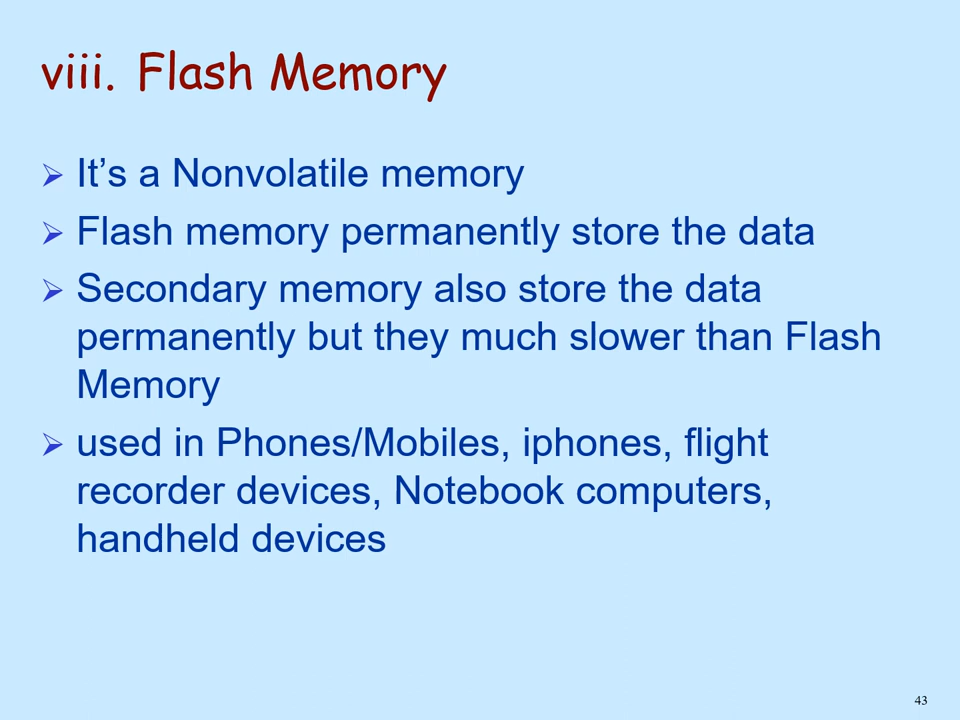 viii. Flash Memory
➢ It’s a Nonvolatile memory
➢ Flash memory permanently store the data
➢ Secondary memory also store the data
permanently but they much slower than Flash
Memory
➢ used in Phones/Mobiles, iphones, flight
recorder devices, Notebook computers,
handheld devices
43